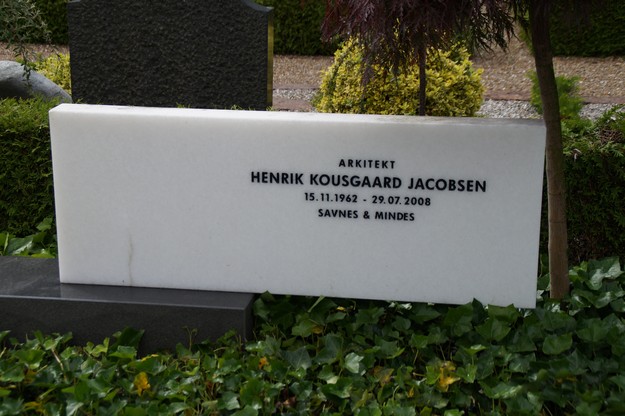 ARKITEKT
HENRIK KOUSGAARD JACOBSEN
15.11.1962 - 29.07.2008
SAVNES & MINDES